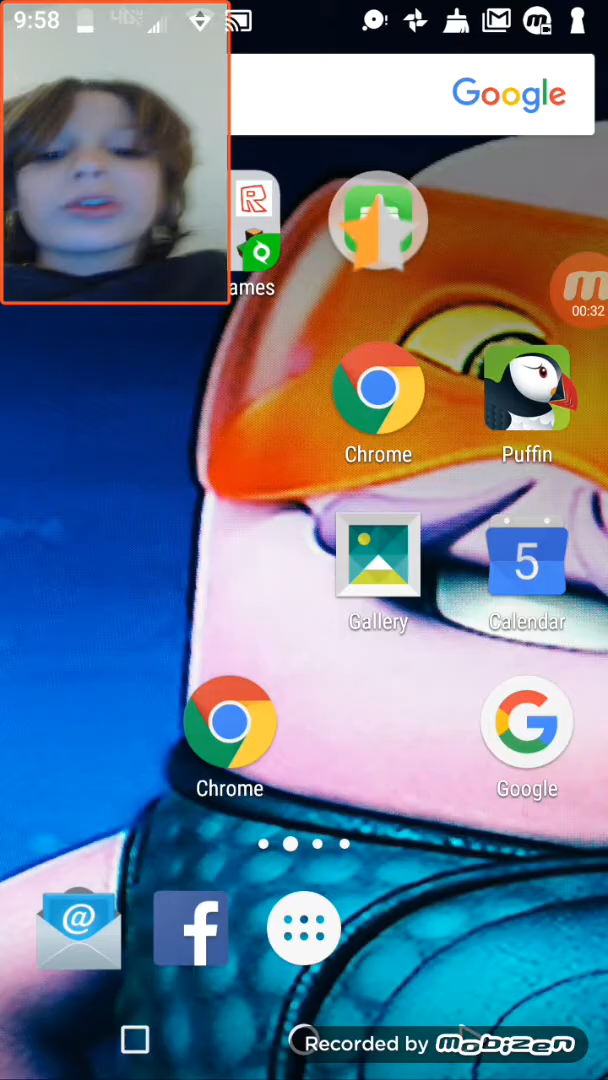 9:58
Google
ames
00:32
Chrome
Puffin
5
Gallery
Calendar
Chrome
Google
Recorded by mobizen